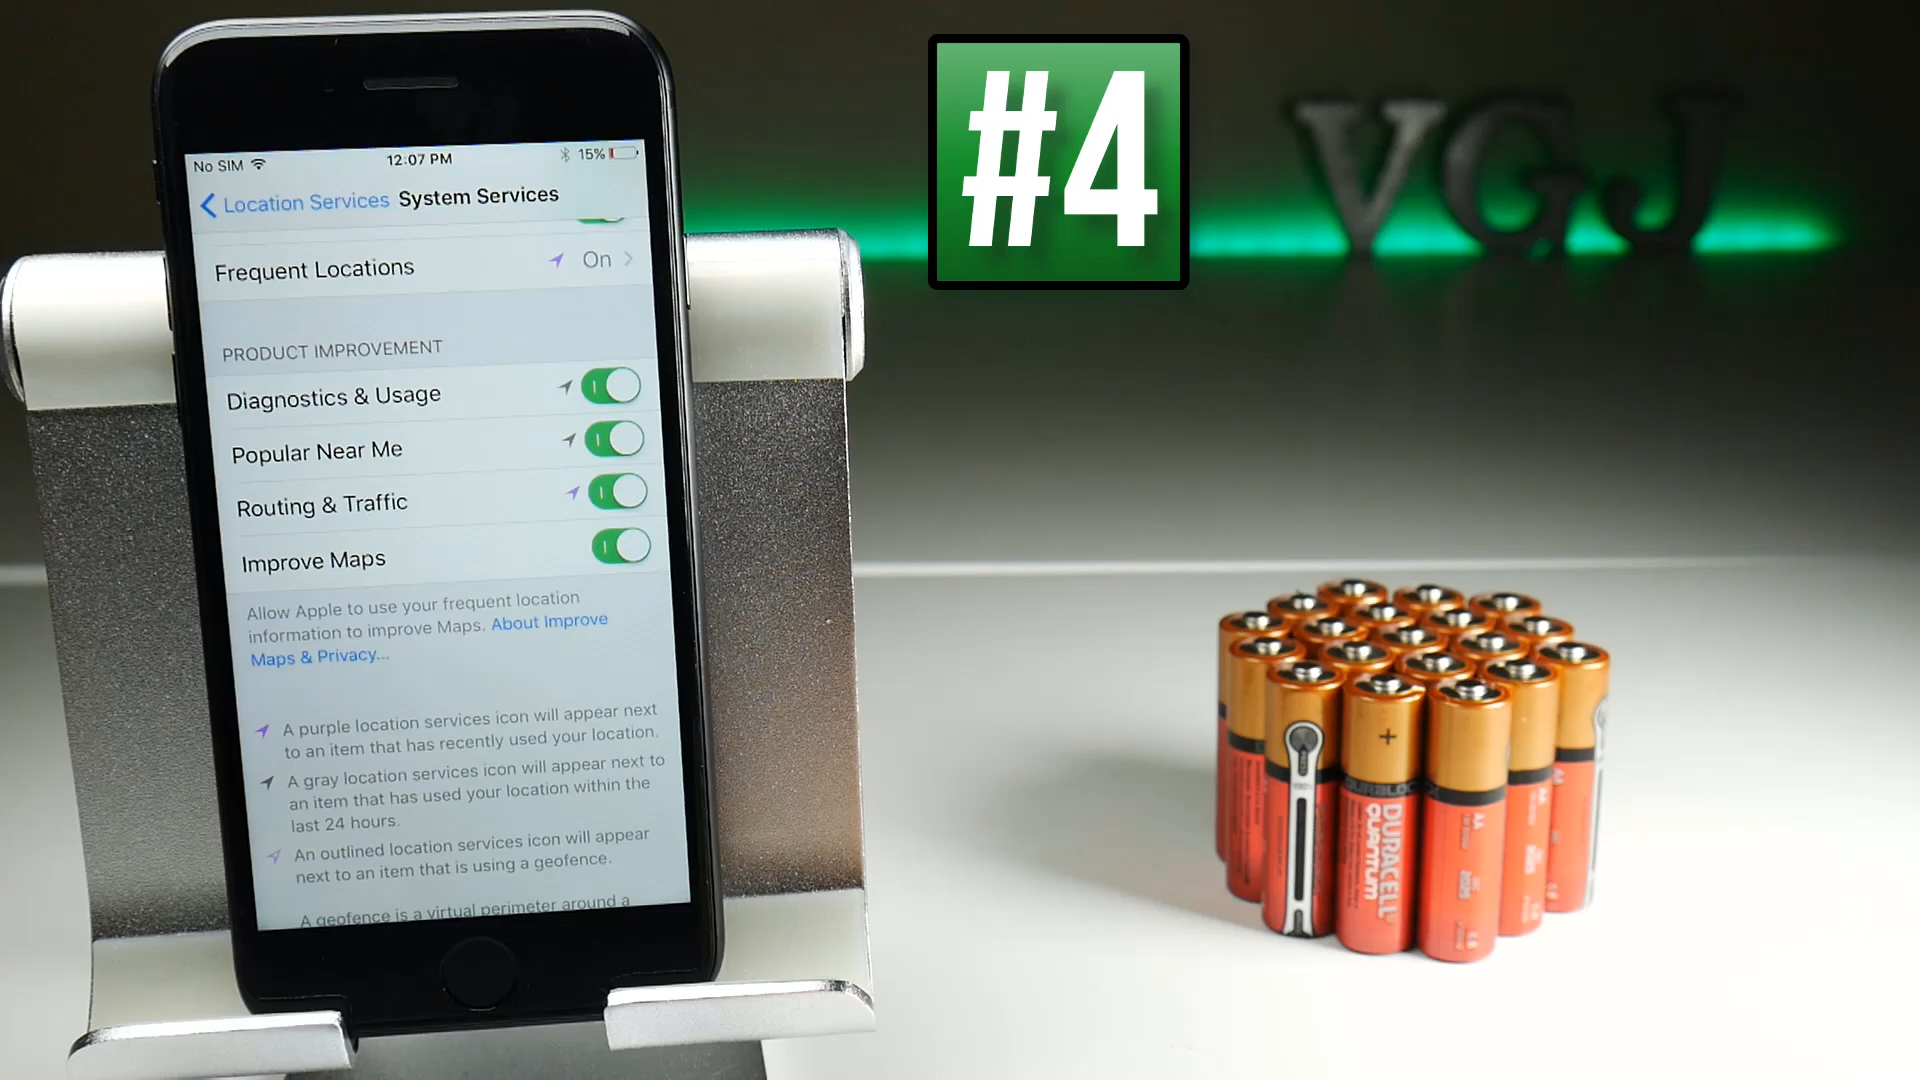 #4
VGJ
No SIM 12:07 PM 15%
Location Services System Services
Frequent Locations On
PRODUCT IMPROVEMENT
Diagnostics & Usage
Popular Near Me
Routing & Traffic
Improve Maps
Allow Apple to use your frequent location
information to improve Maps. About Improve
Maps & Privacy...
A purple location services icon will appear next
to an item that has recently used your location.
A gray location services icon will appear next to
an item that has used your location within the
last 24 hours.
An outlined location services icon will appear
next to an item that is using a geofence.
A geofence is a virtual perimeter around a
+
DURALOCK
DURACELL
QUANTUM
AA